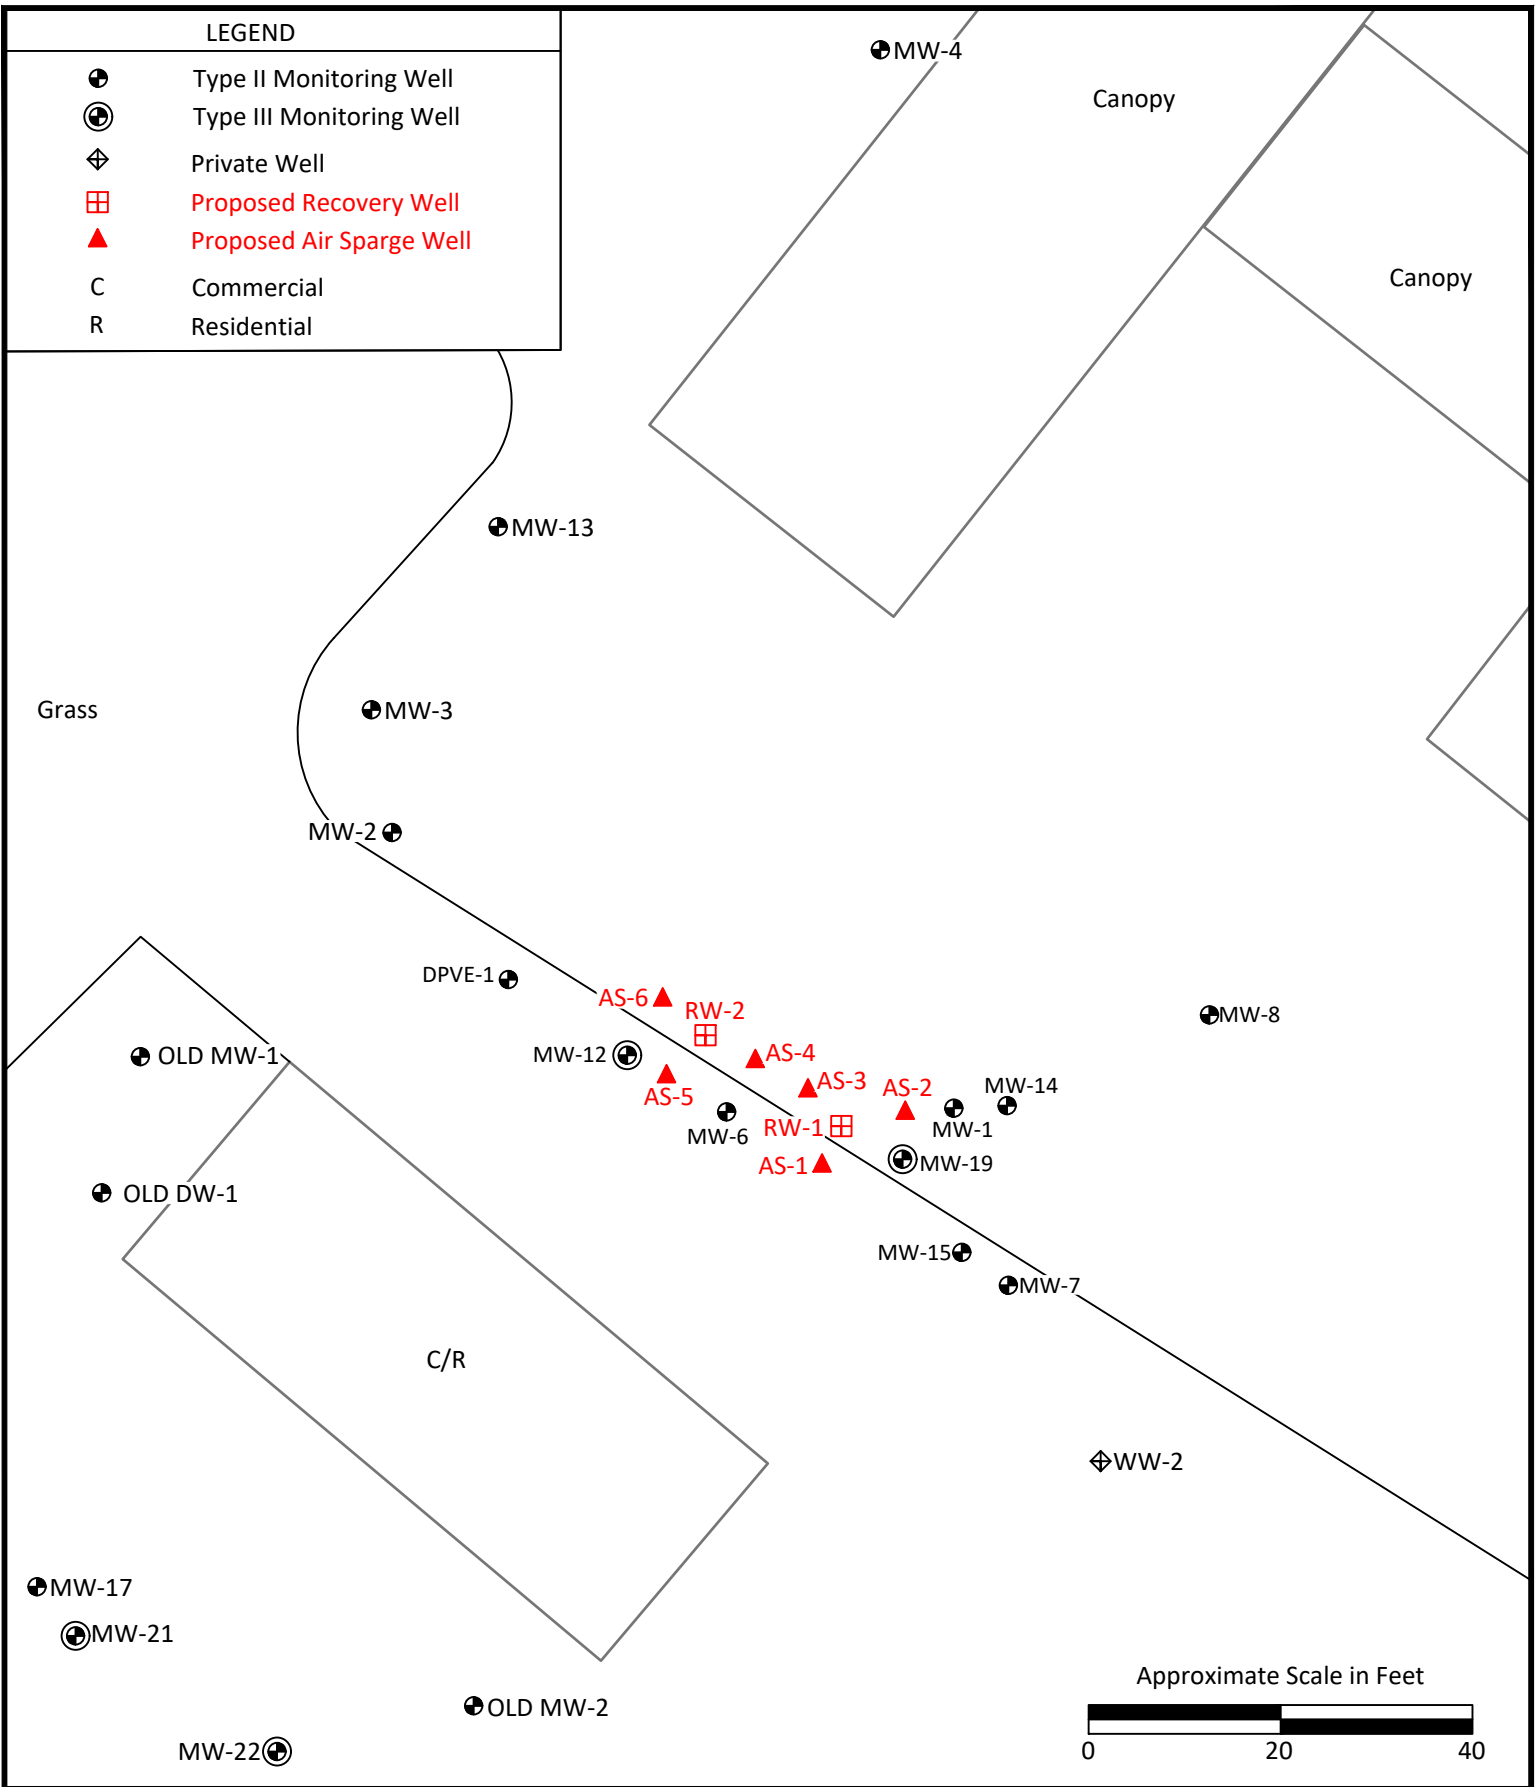 LEGEND
Type II Monitoring Well
Type III Monitoring Well
Private Well
Proposed Recovery Well
Proposed Air Sparge Well
C Commercial
R Residential
MW-4
Canopy
Canopy
MW-13
Grass
MW-3
MW-2
DPVE-1
AS-6
RW-2
MW-8
OLD MW-1
MW-12
AS-4
AS-5
AS-3
AS-2
MW-14
MW-6
RW-1
MW-1
AS-1
MW-19
OLD DW-1
MW-15
MW-7
C/R
WW-2
MW-17
MW-21
OLD MW-2
MW-22
Approximate Scale in Feet
0 20 40